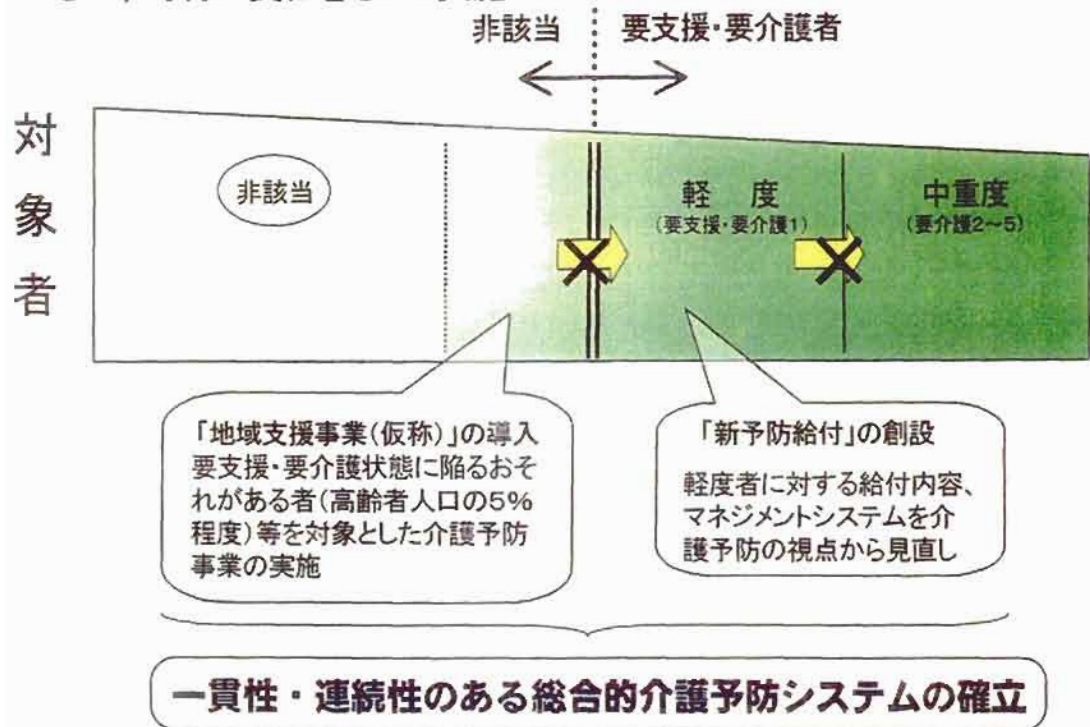 非該当 要支援・要介護者
対象者
非該当
軽度
(要支援・要介護1)
中重度
(要介護2～5)
「地域支援事業(仮称)」の導入
要支援・要介護状態に陥るおそ
れがある者(高齢者人口の5%
程度)等を対象とした介護予防
事業の実施
「新予防給付」の創設
軽度者に対する給付内容、
マネジメントシステムを介
護予防の視点から見直し
一貫性・連続性のある総合的介護予防システムの確立